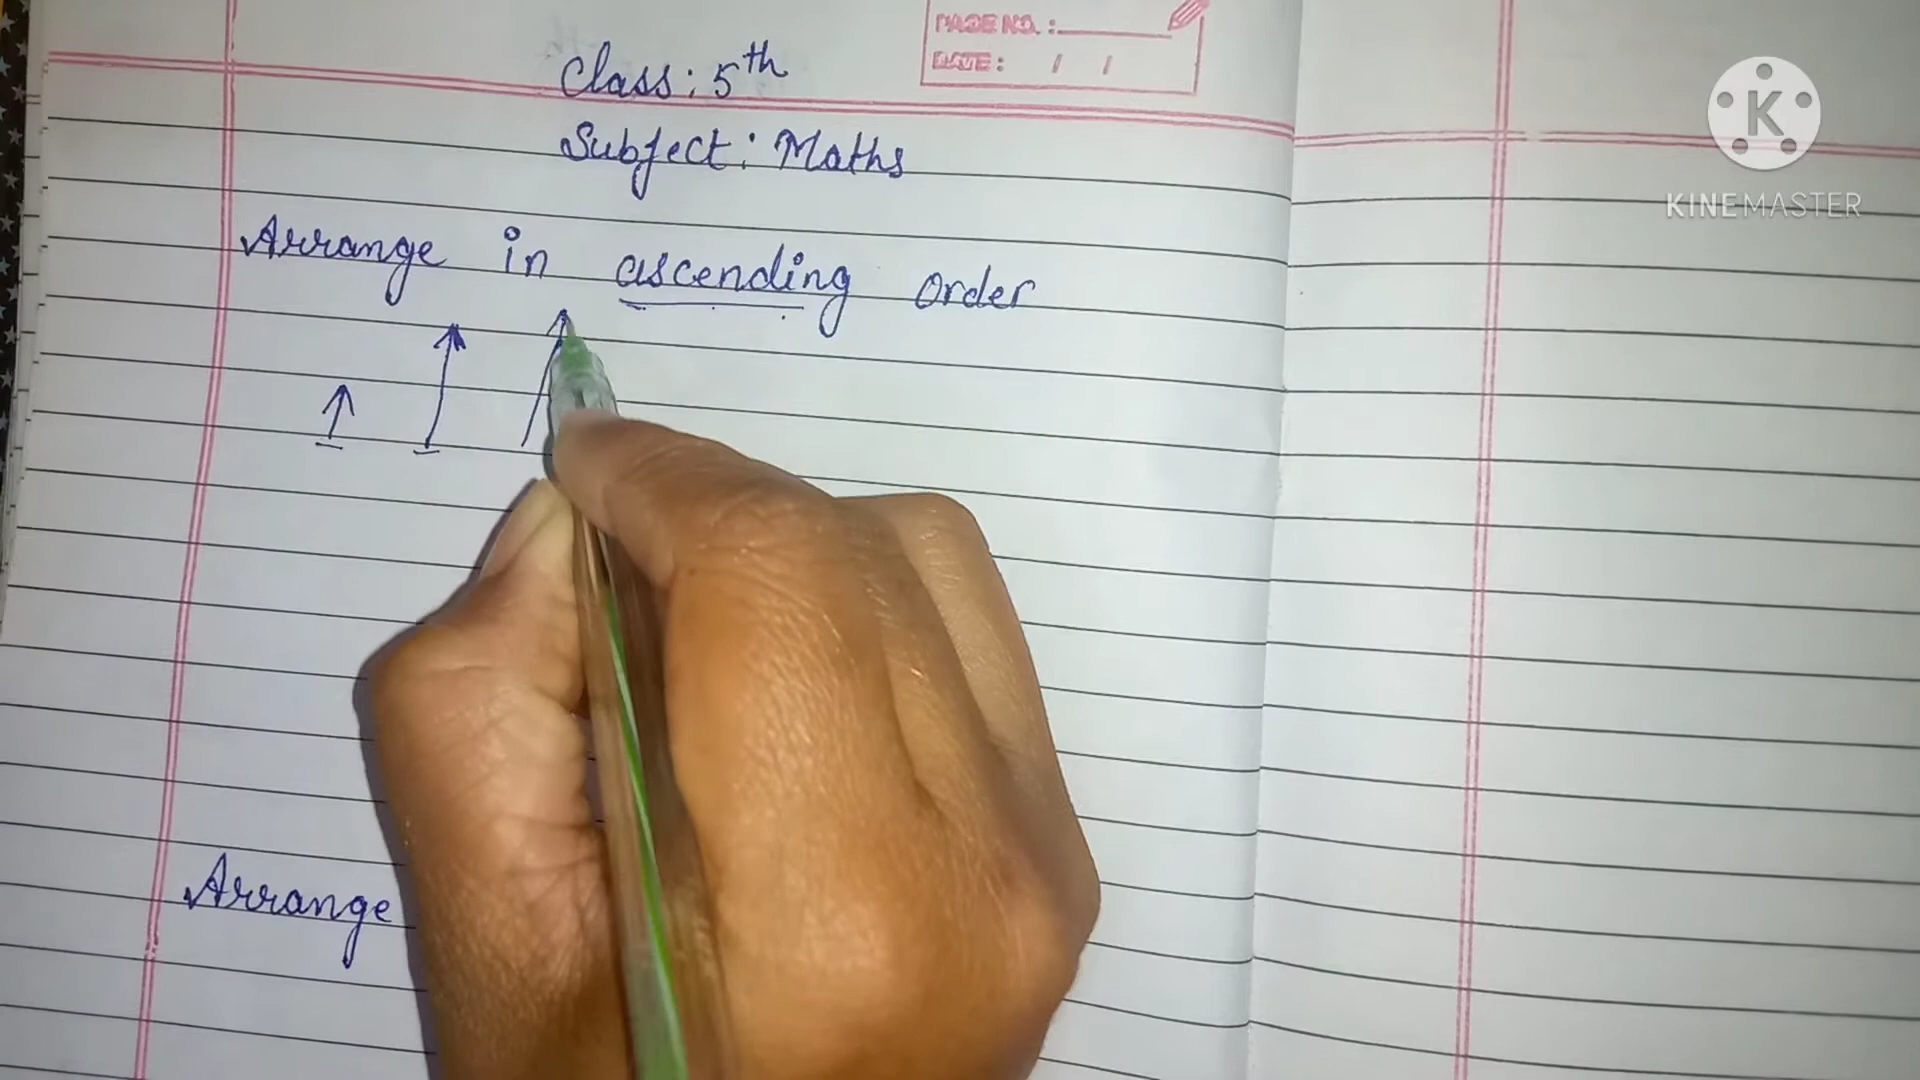 PAGE NO. :
DATE : / /
Class : 5th
Subject : Maths
Arrange in ascending order
Arrange
K
KINEMASTER